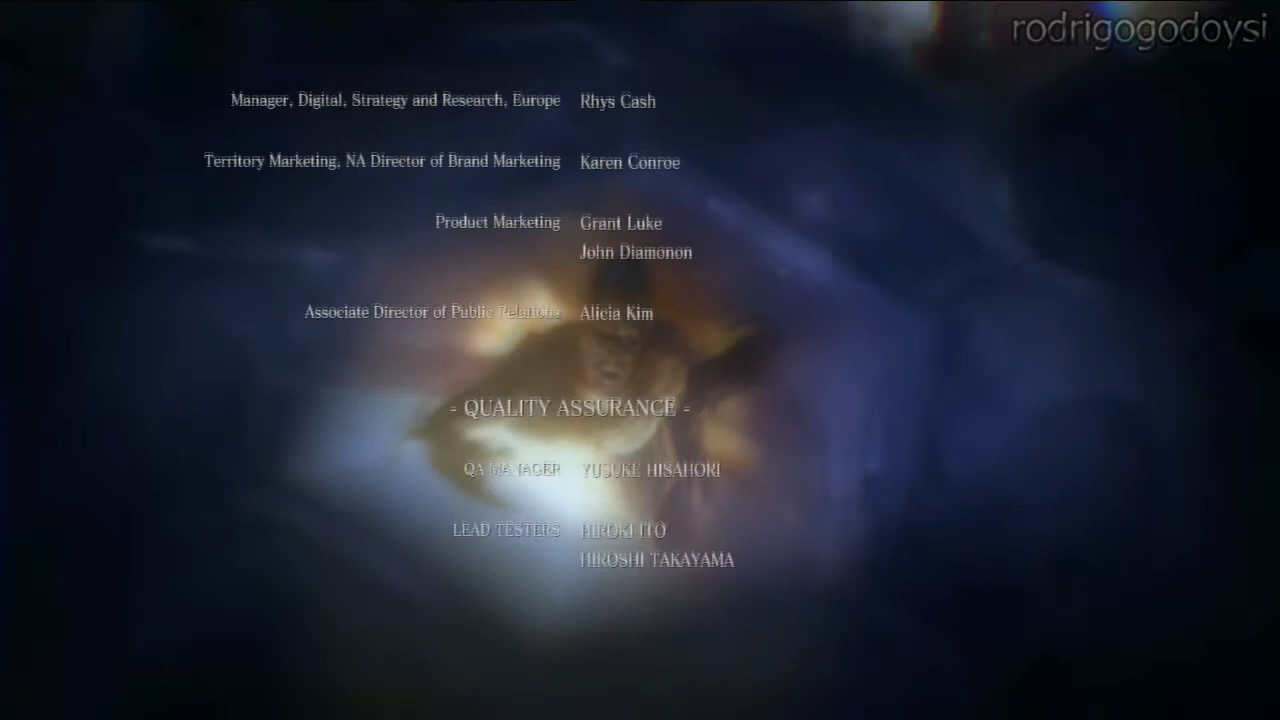 rodrigogodoysi
Manager, Digital, Strategy and Research, Europe Rhys Cash
Territory Marketing, NA Director of Brand Marketing Karen Conroe
Product Marketing Grant Luke
John Diamonon
Associate Director of Public Relations Alicia Kim
- QUALITY ASSURANCE -
QA MANAGER YUSUKE HISAHORI
LEAD TESTERS HIROKI ITO
HIROSHI TAKAYAMA